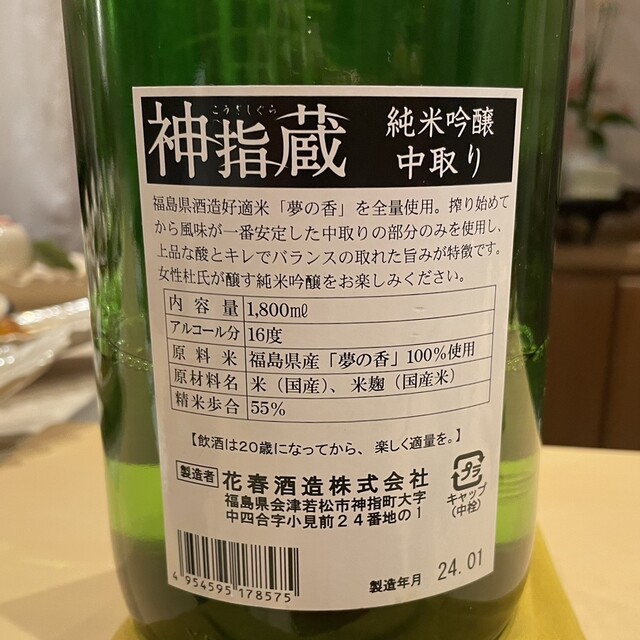 こうざしぐら
神指蔵
純米吟醸
中取り
福島県酒造好適米「夢の香」を全量使用。搾り始めて
から風味が一番安定した中取りの部分のみを使用し、
上品な酸とキレでバランスの取れた旨みが特徴です。
女性杜氏が醸す純米吟醸をお楽しみください。
内容量 1,800㎖
アルコール分 16度
原料米 福島県産「夢の香」100%使用
原材料名 米（国産）、米麹（国産米）
精米歩合 55%
【飲酒は20歳になってから、楽しく適量を。】
製造者 花春酒造株式会社
福島県会津若松市神指町大字
中四合字小見前24番地の1
プラ
キャップ
(中栓)
4 954595 178575
製造年月 24.01